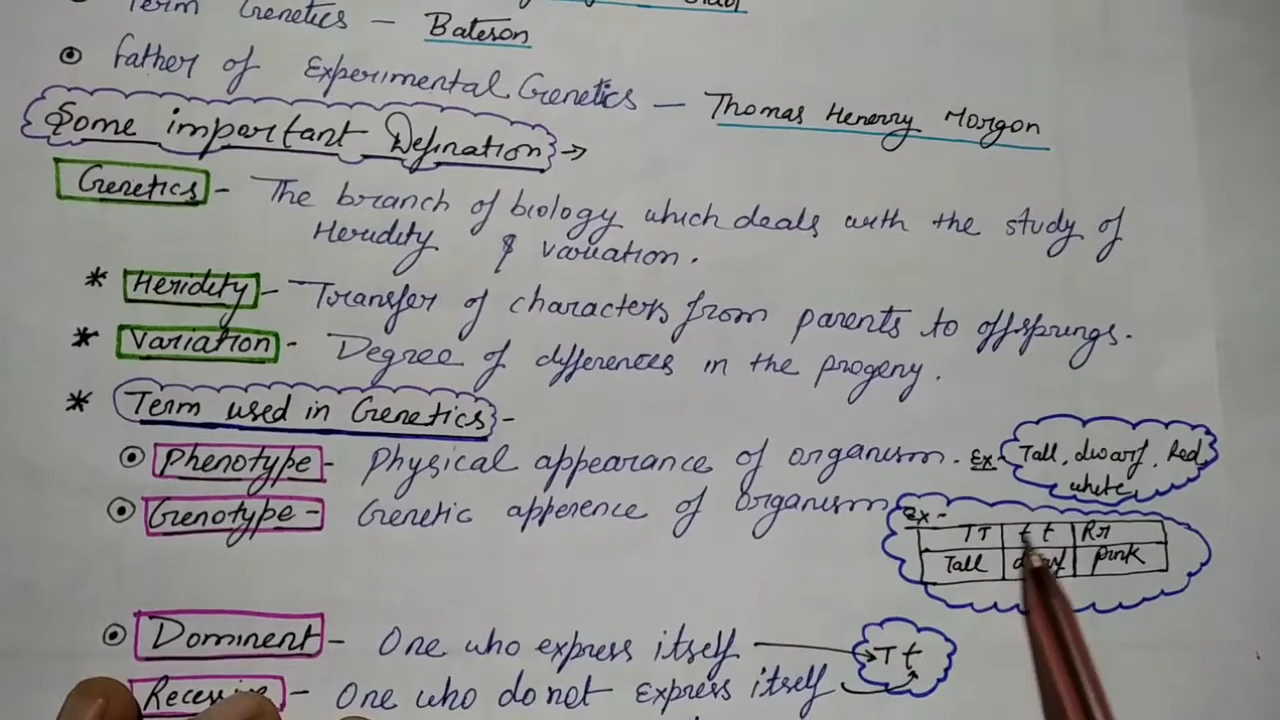 Term Genetics - Bateson
Father of Experimental Genetics - Thomas Henerry Morgon
Some important Defination →
Genetics - The branch of biology which deals with the study of
Heridity & variation.
* Heridity - Transfer of characters from parents to offsprings.
* Variation - Degree of differences in the progeny.
* Term used in Genetics -
Phenotype - Physical appearance of organism. Ex. Tall, dwarf, Red,
white
Genotype - Genetic apperence of organism Ex-
TT tt Rr
Tall dwarf pink
Dominent - One who express itself Tt
Recessive - One who do not express itself